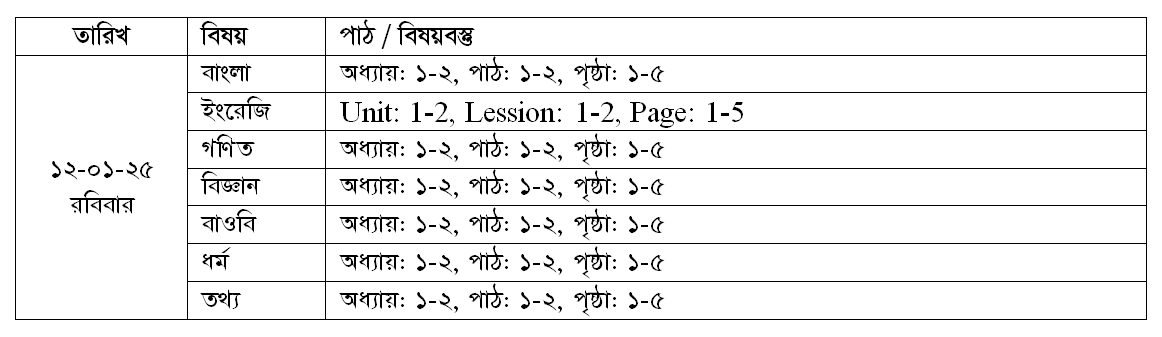 তারিখ বিষয় পাঠ / বিষয়বস্তু
বাংলা অধ্যায়: ১-২, পাঠ: ১-২, পৃষ্ঠা: ১-৫
ইংরেজি Unit: 1-2, Lession: 1-2, Page: 1-5
গণিত অধ্যায়: ১-২, পাঠ: ১-২, পৃষ্ঠা: ১-৫
১২-০১-২৫
বিজ্ঞান অধ্যায়: ১-২, পাঠ: ১-২, পৃষ্ঠা: ১-৫
রবিবার
বাওবি অধ্যায়: ১-২, পাঠ: ১-২, পৃষ্ঠা: ১-৫
ধর্ম অধ্যায়: ১-২, পাঠ: ১-২, পৃষ্ঠা: ১-৫
তথ্য অধ্যায়: ১-২, পাঠ: ১-২, পৃষ্ঠা: ১-৫